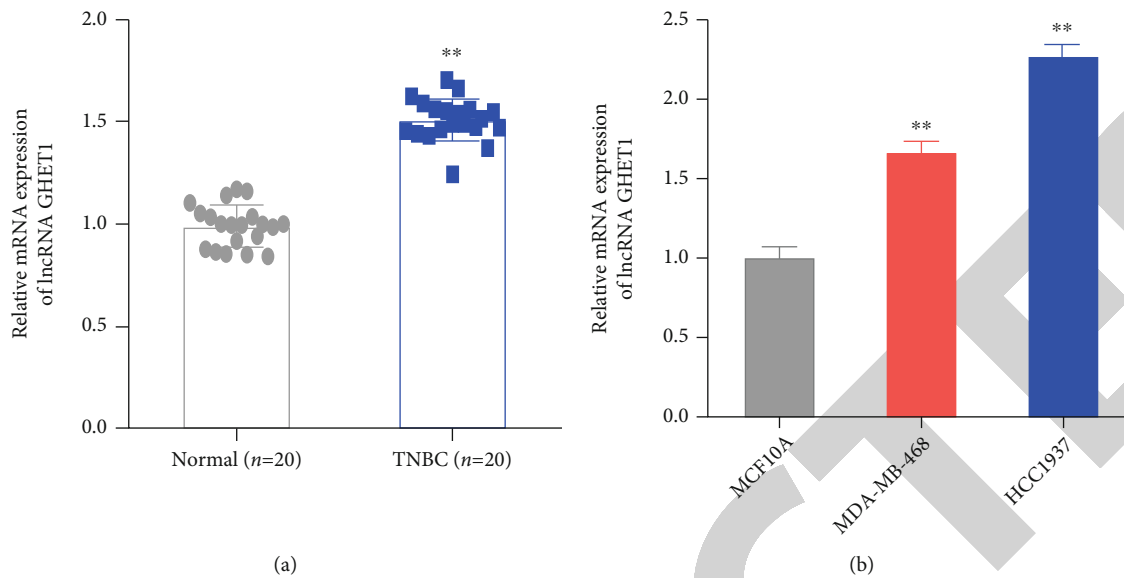 Relative mRNA expression
of lncRNA GHET1
2.0
1.5
1.0
0.5
0.0
**
Normal (n=20)
TNBC (n=20)
(a)
Relative mRNA expression
of lncRNA GHET1
2.5
2.0
1.5
1.0
0.5
0.0
**
**
MCF10A
MDA-MB-468
HCC1937
(b)